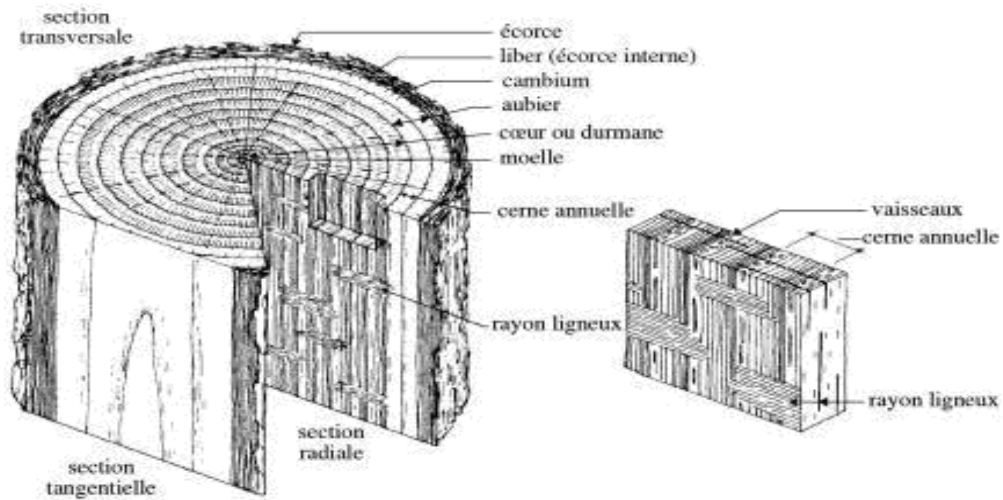 section
transversale
écorce
liber (écorce interne)
cambium
aubier
cœur ou durmane
moelle
cerne annuelle
rayon ligneux
section
radiale
section
tangentielle
vaisseaux
cerne annuelle
rayon ligneux